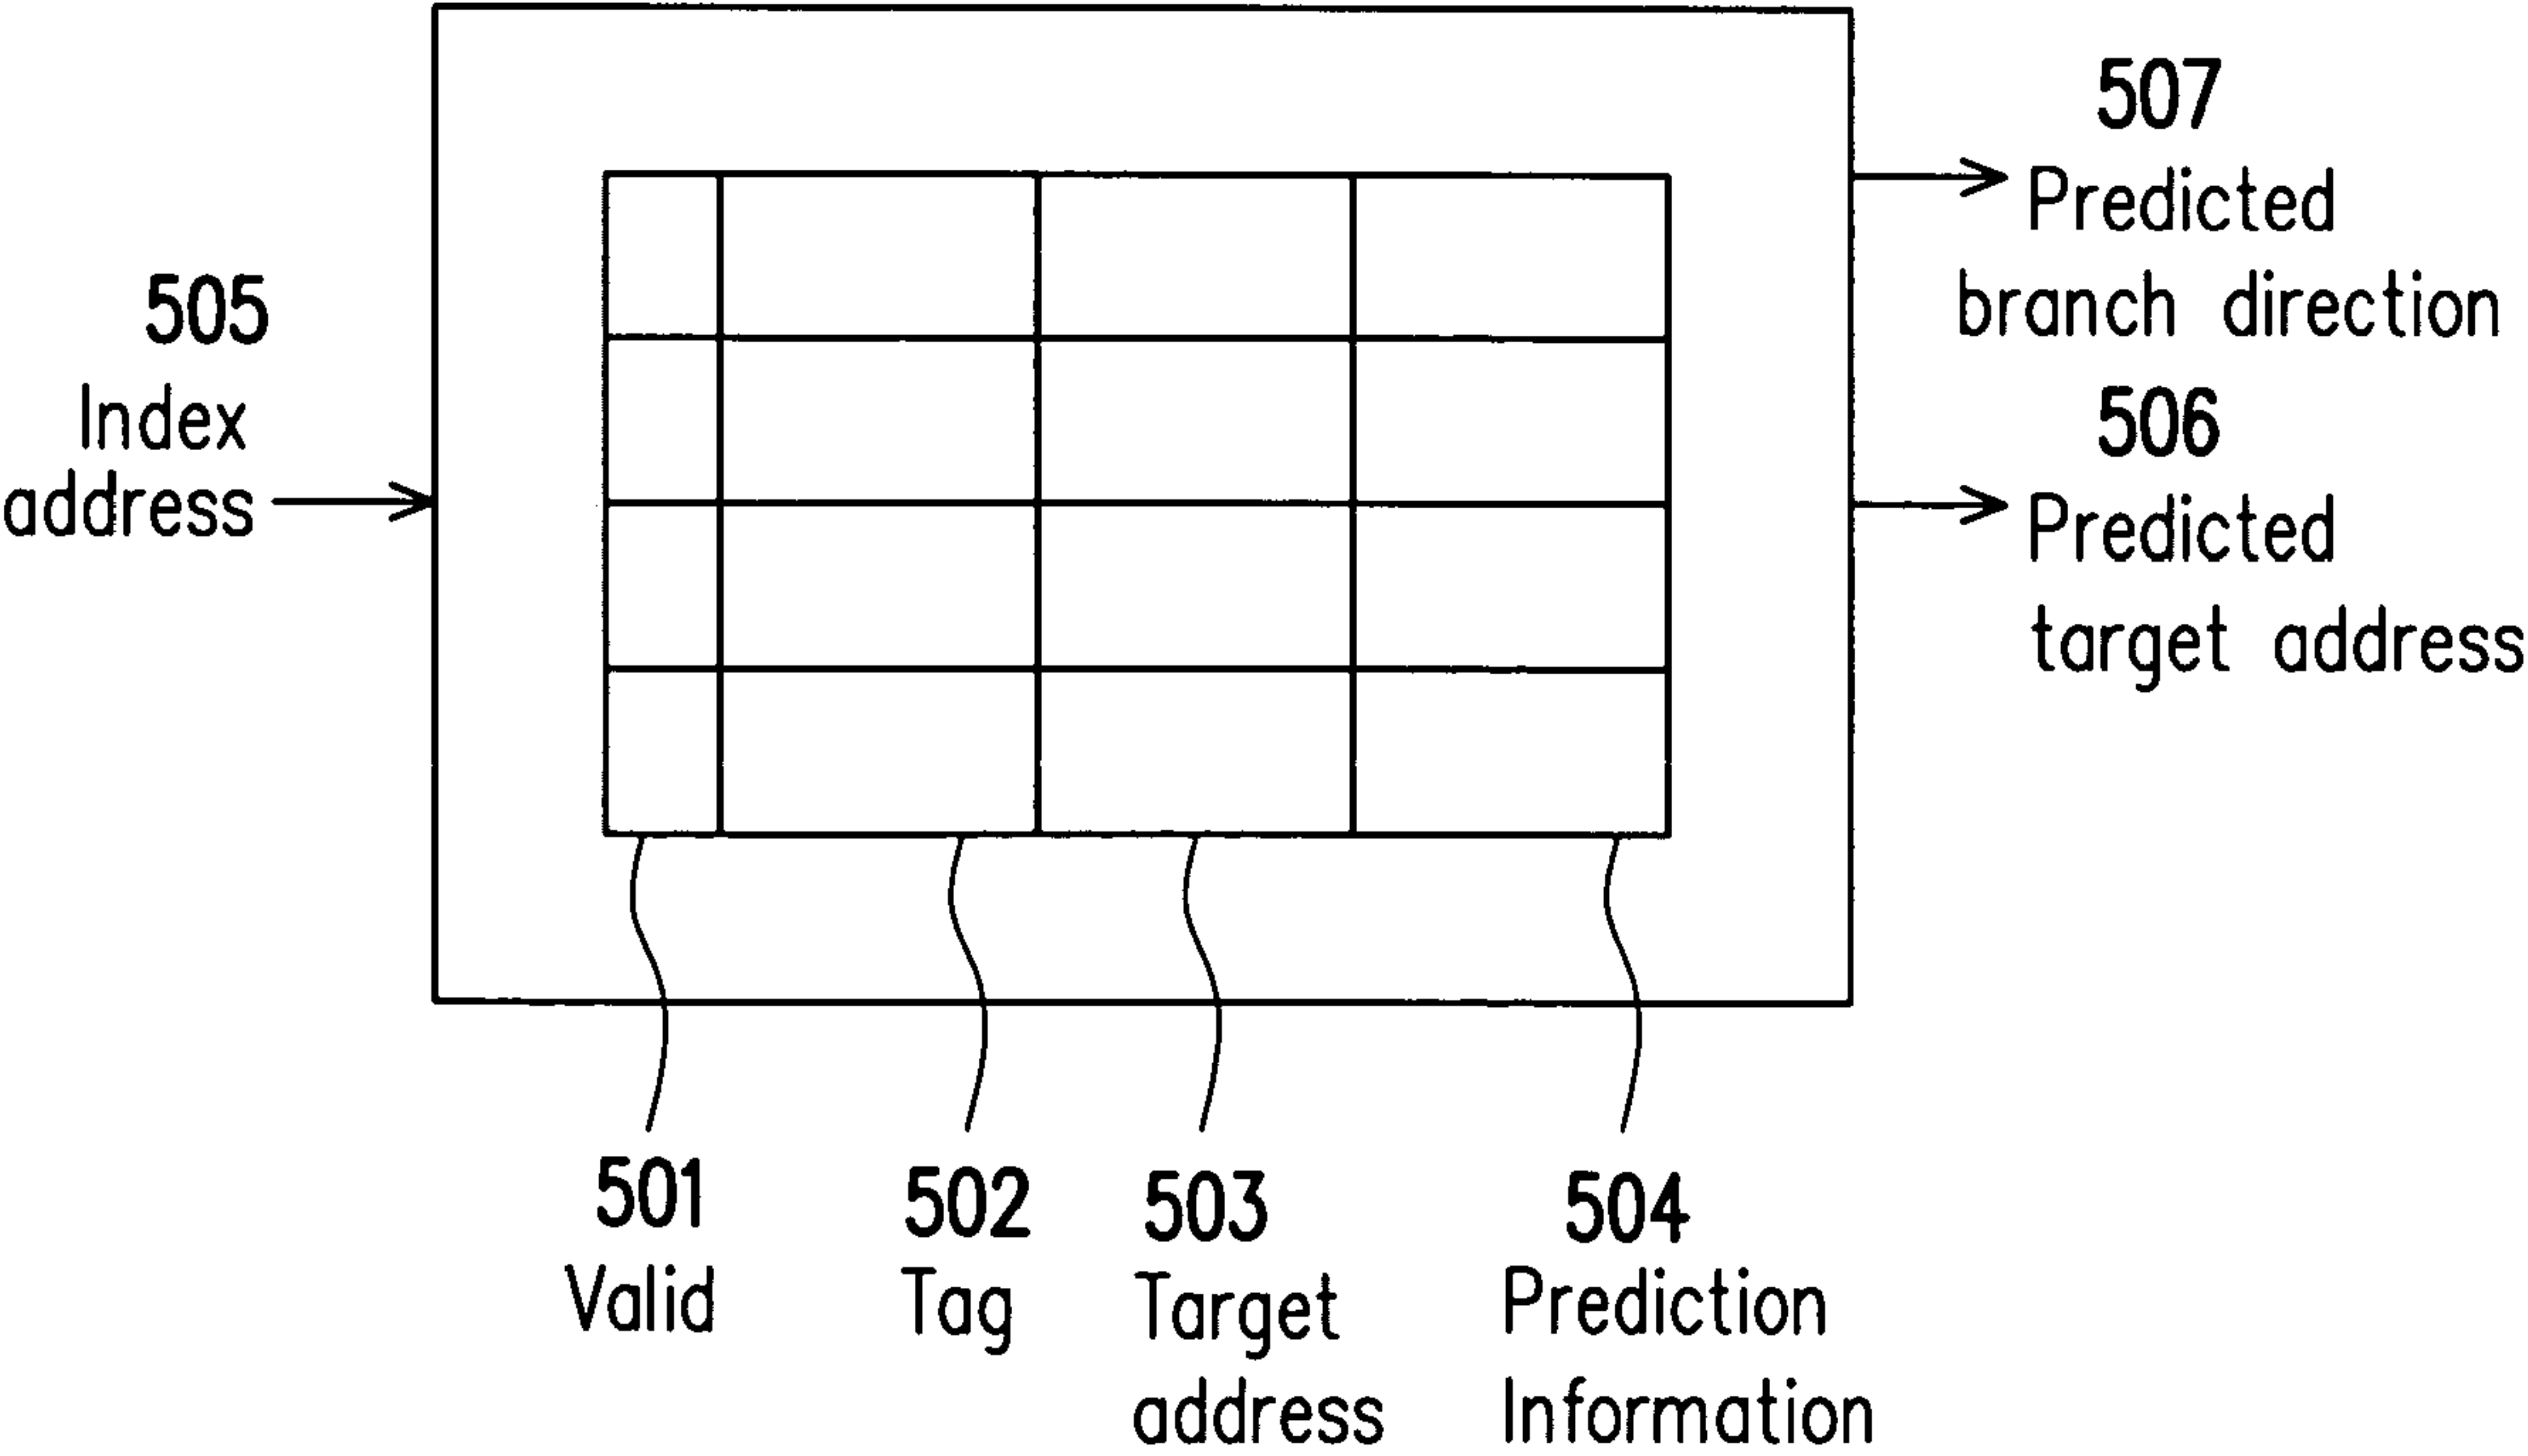 507
Predicted
branch direction
505
Index
address
506
Predicted
target address
501
Valid
502
Tag
503
Target
address
504
Prediction
Information